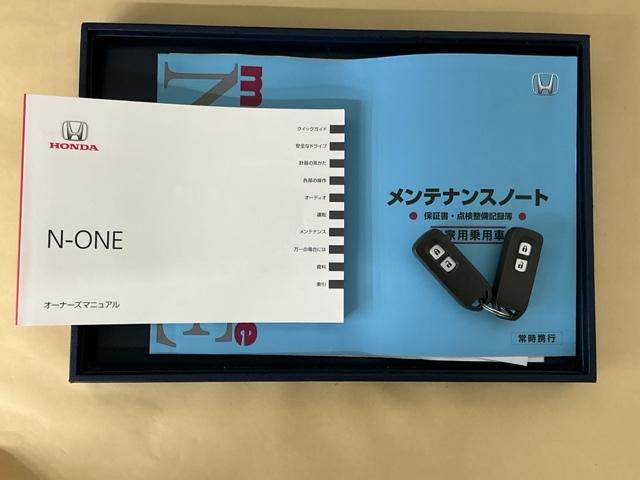 HONDA
N-ONE
オーナーズマニュアル
クイックガイド
安全なドライブ
計器の見かた
各部の操作
オーディオ
運転
メンテナンス
万一の場合には
資料
索引
メンテナンスノート
保証書・点検整備記録簿
家用乗用車
常時携行